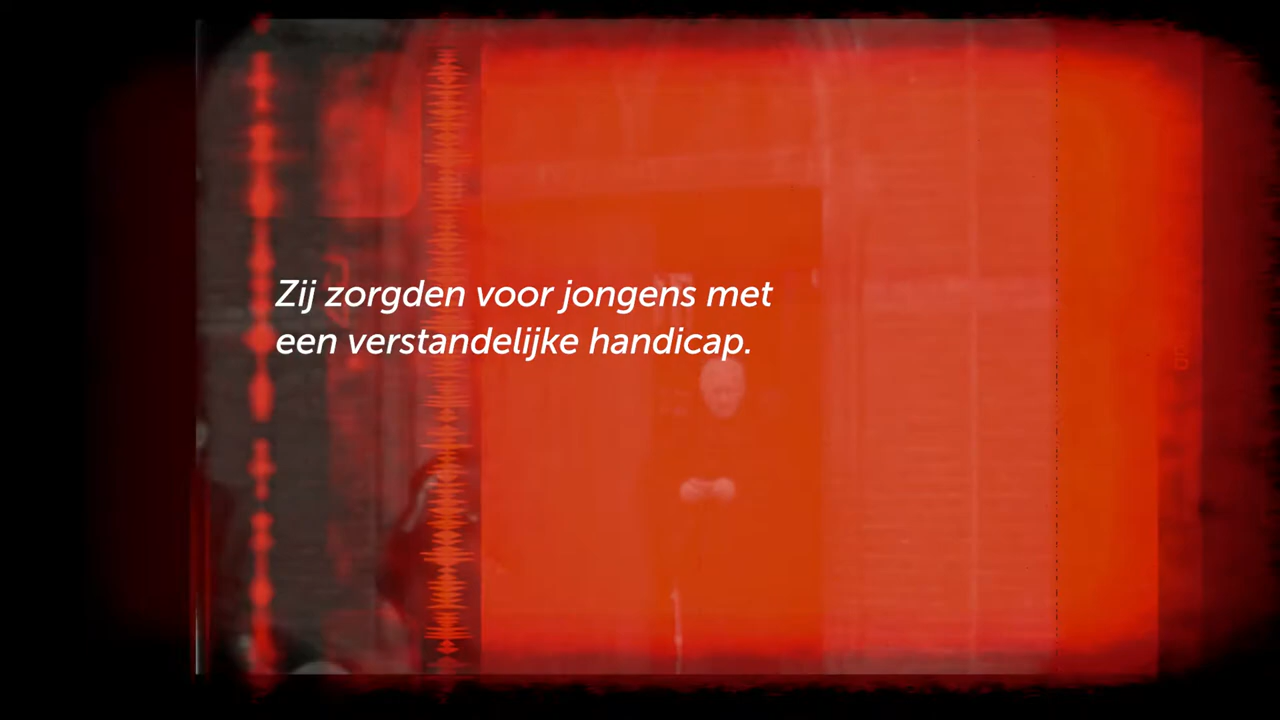 Zij zorgden voor jongens met
een verstandelijke handicap.